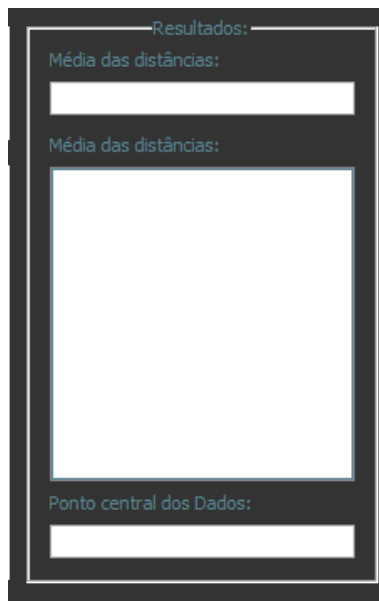 Resultados:
Média das distâncias:
Média das distâncias:
Ponto central dos Dados: